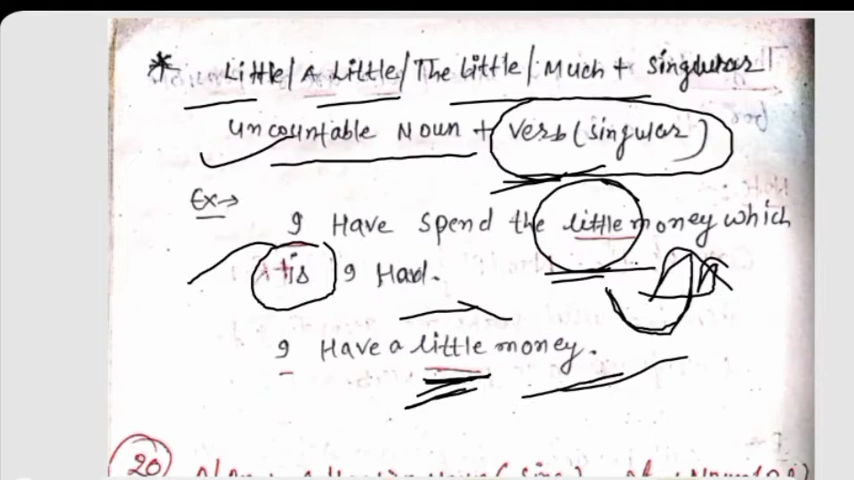 * Little/A Little/The Little/Much + singular
uncountable Noun + Verb (singular)
Ex→
I Have Spend the little money which
is I Had.
I Have a little money.
20